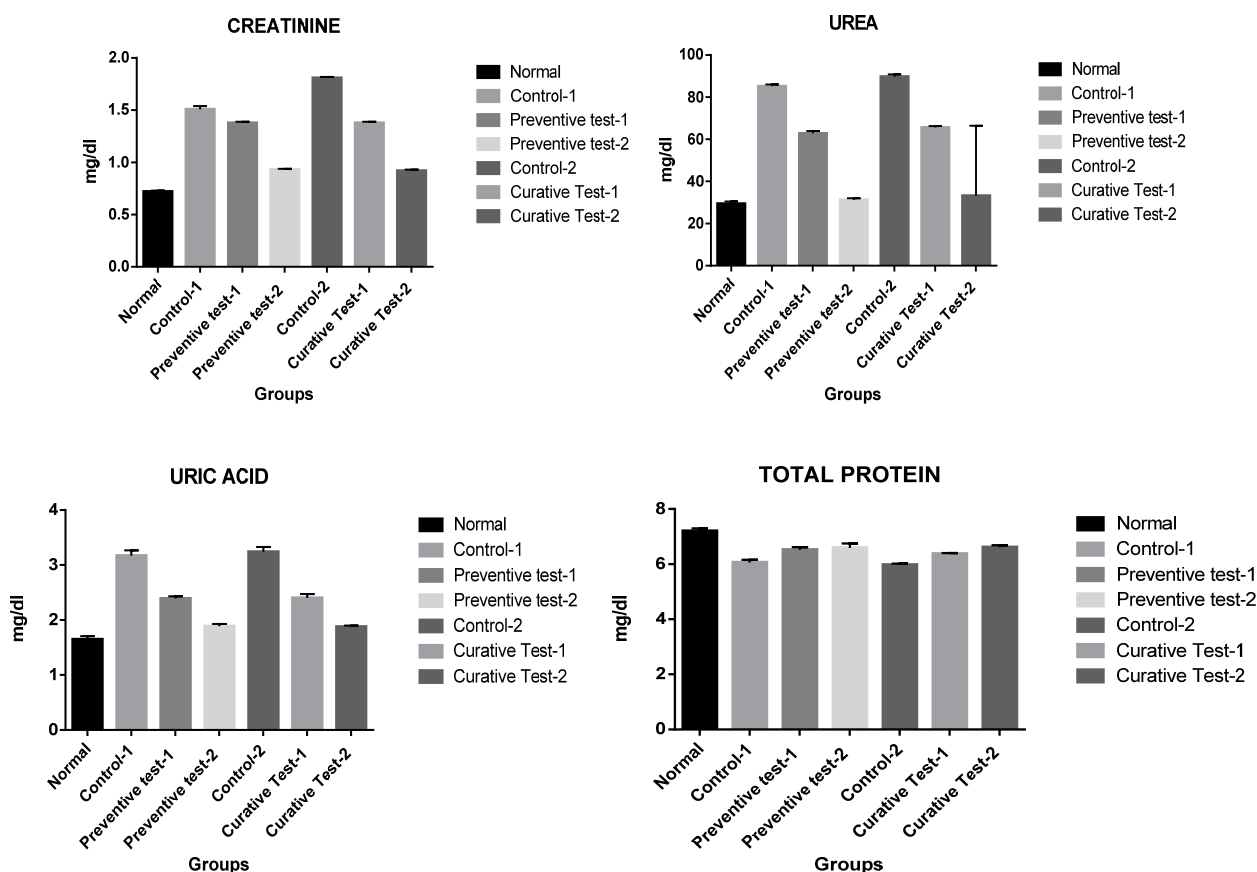 CREATININE
mg/dl
2.0
1.5
1.0
0.5
0.0
Normal
Control-1
Preventive test-1
Preventive test-2
Control-2
Curative Test-1
Curative Test-2
Groups
Normal
Control-1
Preventive test-1
Preventive test-2
Control-2
Curative Test-1
Curative Test-2
UREA
mg/dl
100
80
60
40
20
0
Normal
Control-1
Preventive test-1
Preventive test-2
Control-2
Curative Test-1
Curative Test-2
Groups
Normal
Control-1
Preventive test-1
Preventive test-2
Control-2
Curative Test-1
Curative Test-2
URIC ACID
mg/dl
4
3
2
1
0
Normal
Control-1
Preventive test-1
Preventive test-2
Control-2
Curative Test-1
Curative Test-2
Groups
Normal
Control-1
Preventive test-1
Preventive test-2
Control-2
Curative Test-1
Curative Test-2
TOTAL PROTEIN
mg/dl
8
6
4
2
0
Normal
Control-1
Preventive test-1
Preventive test-2
Control-2
Curative Test-1
Curative Test-2
Groups
Normal
Control-1
Preventive test-1
Preventive test-2
Control-2
Curative Test-1
Curative Test-2